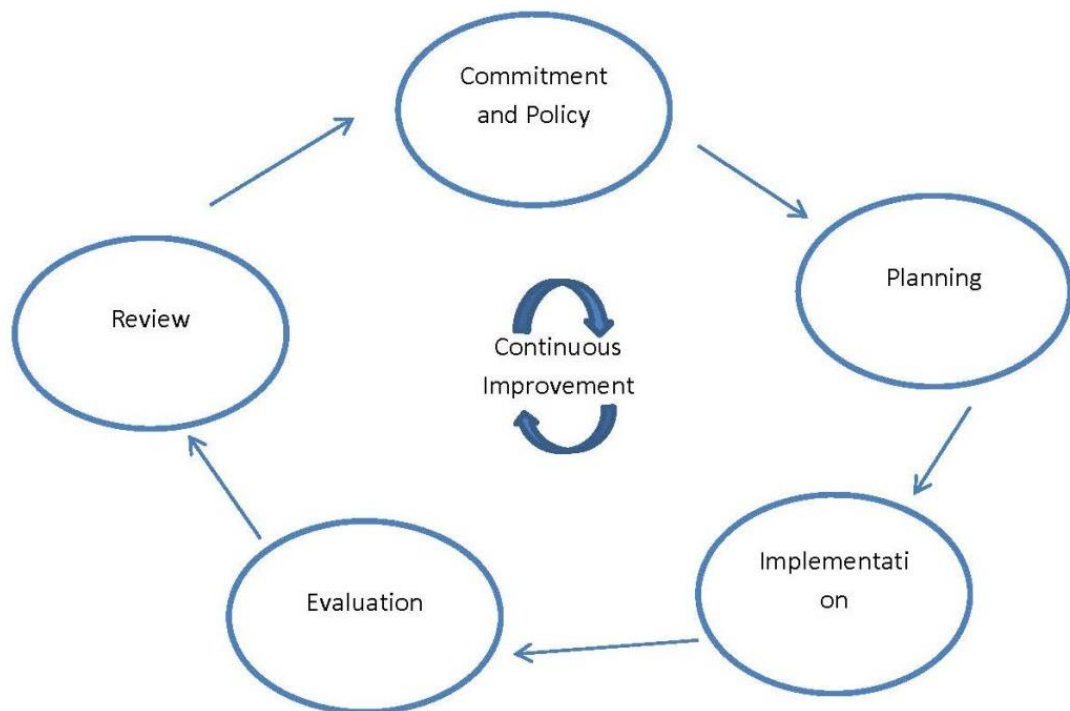 Commitment
and Policy
Planning
Review
Continuous
Improvement
Implementati
on
Evaluation